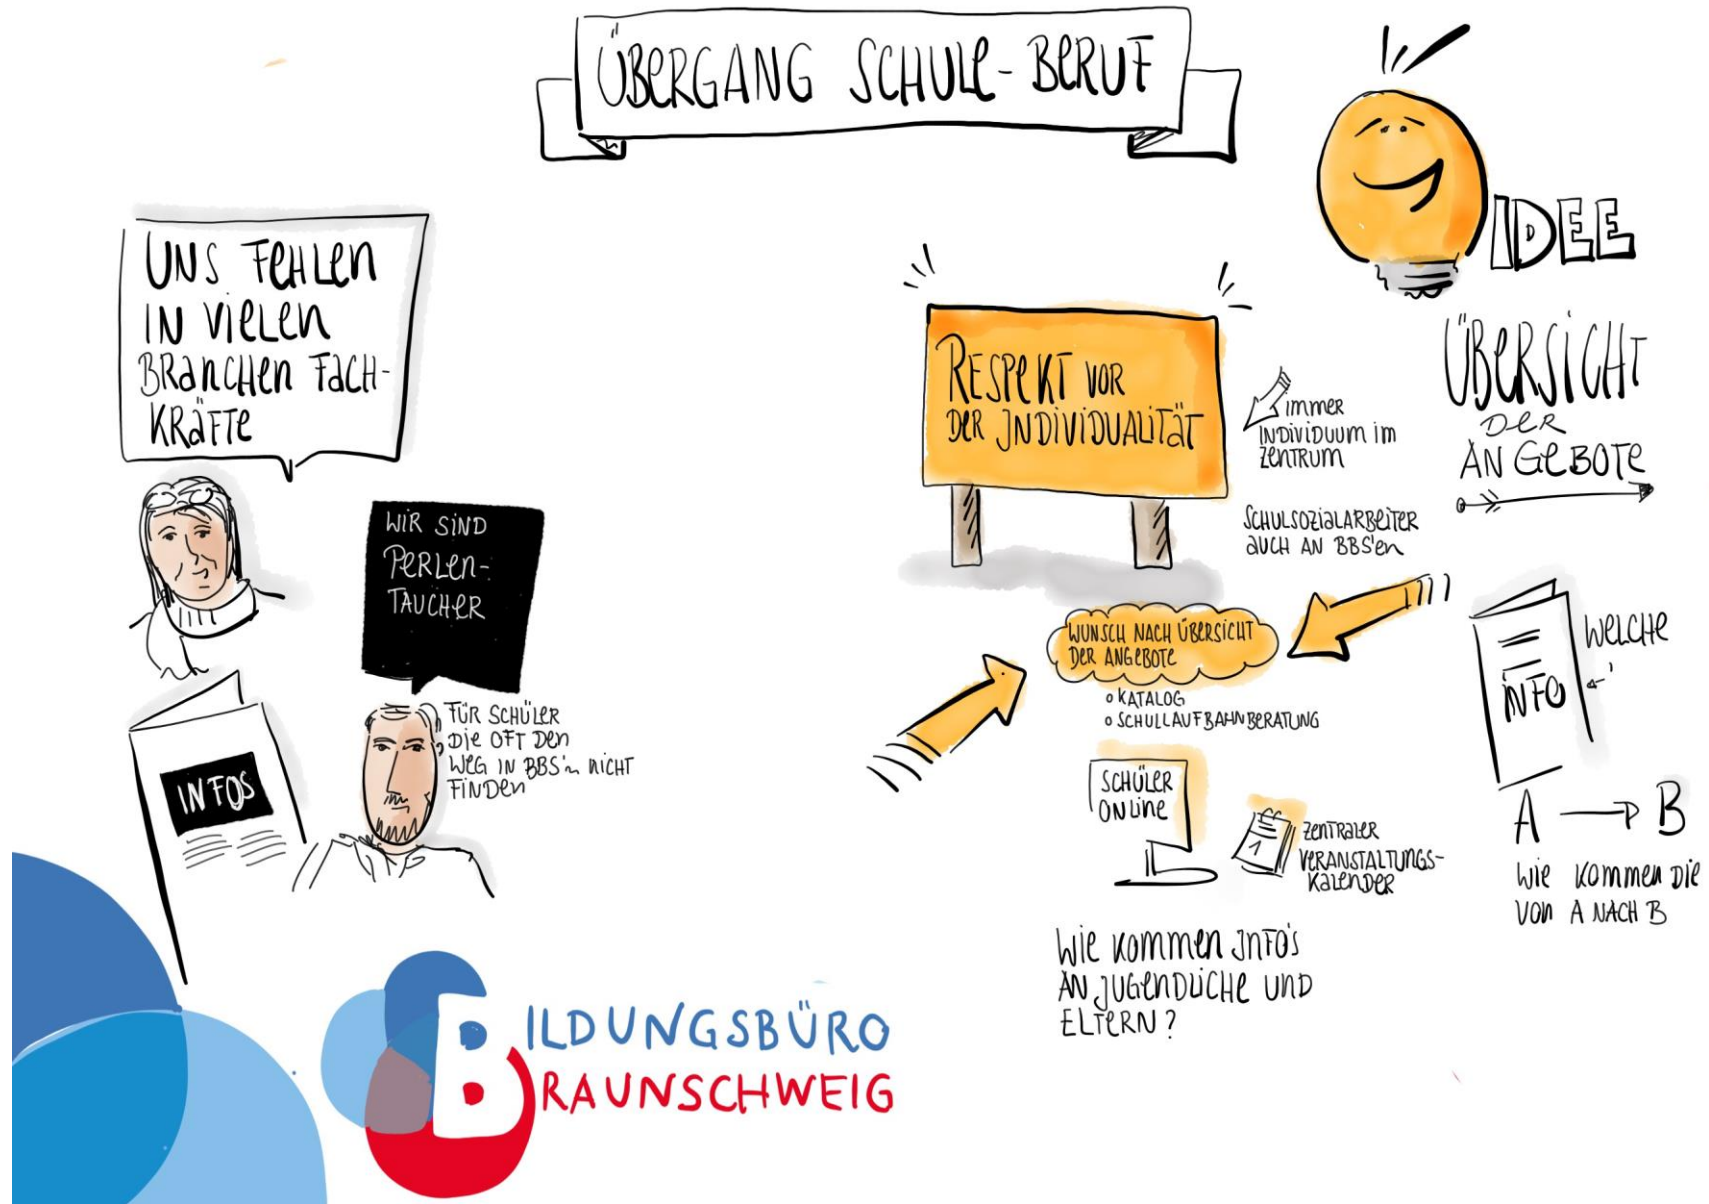 ÜBERGANG SCHULE-BERUF
UNS FEHLEN
IN VIELEN
BRANCHEN FACH-
KRÄFTE
WIR SIND
PERLEN-
TAUCHER
FÜR SCHÜLER
DIE OFT DEN
WEG IN BBS'n NICHT
FINDEN
INFOS
RESPEKT VOR
DER INDIVIDUALITÄT
IMMER
INDIVIDUUM IM
ZENTRUM
SCHULSOZIALARBEITER
AUCH AN BBS'en
WUNSCH NACH ÜBERSICHT
DER ANGEBOTE
KATALOG
SCHULLAUFBAHNBERATUNG
SCHÜLER
ONLINE
1
ZENTRALER
VERANSTALTUNGS-
KALENDER
WIE KOMMEN INFO'S
AN JUGENDLICHE UND
ELTERN?
IDEE
ÜBERSICHT
DER
ANGEBOTE
WELCHE
INFO
A → B
WIE KOMMEN DIE
VON A NACH B
BILDUNGSBÜRO
BRAUNSCHWEIG